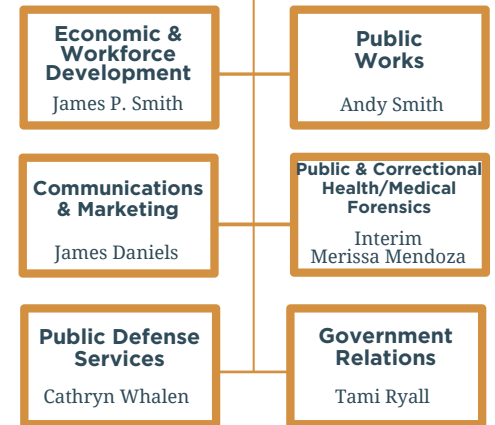 Economic &
Workforce
Development
James P. Smith
Public
Works
Andy Smith
Communications
& Marketing
James Daniels
Public & Correctional
Health/Medical
Forensics
Interim
Merissa Mendoza
Public Defense
Services
Cathryn Whalen
Government
Relations
Tami Ryall